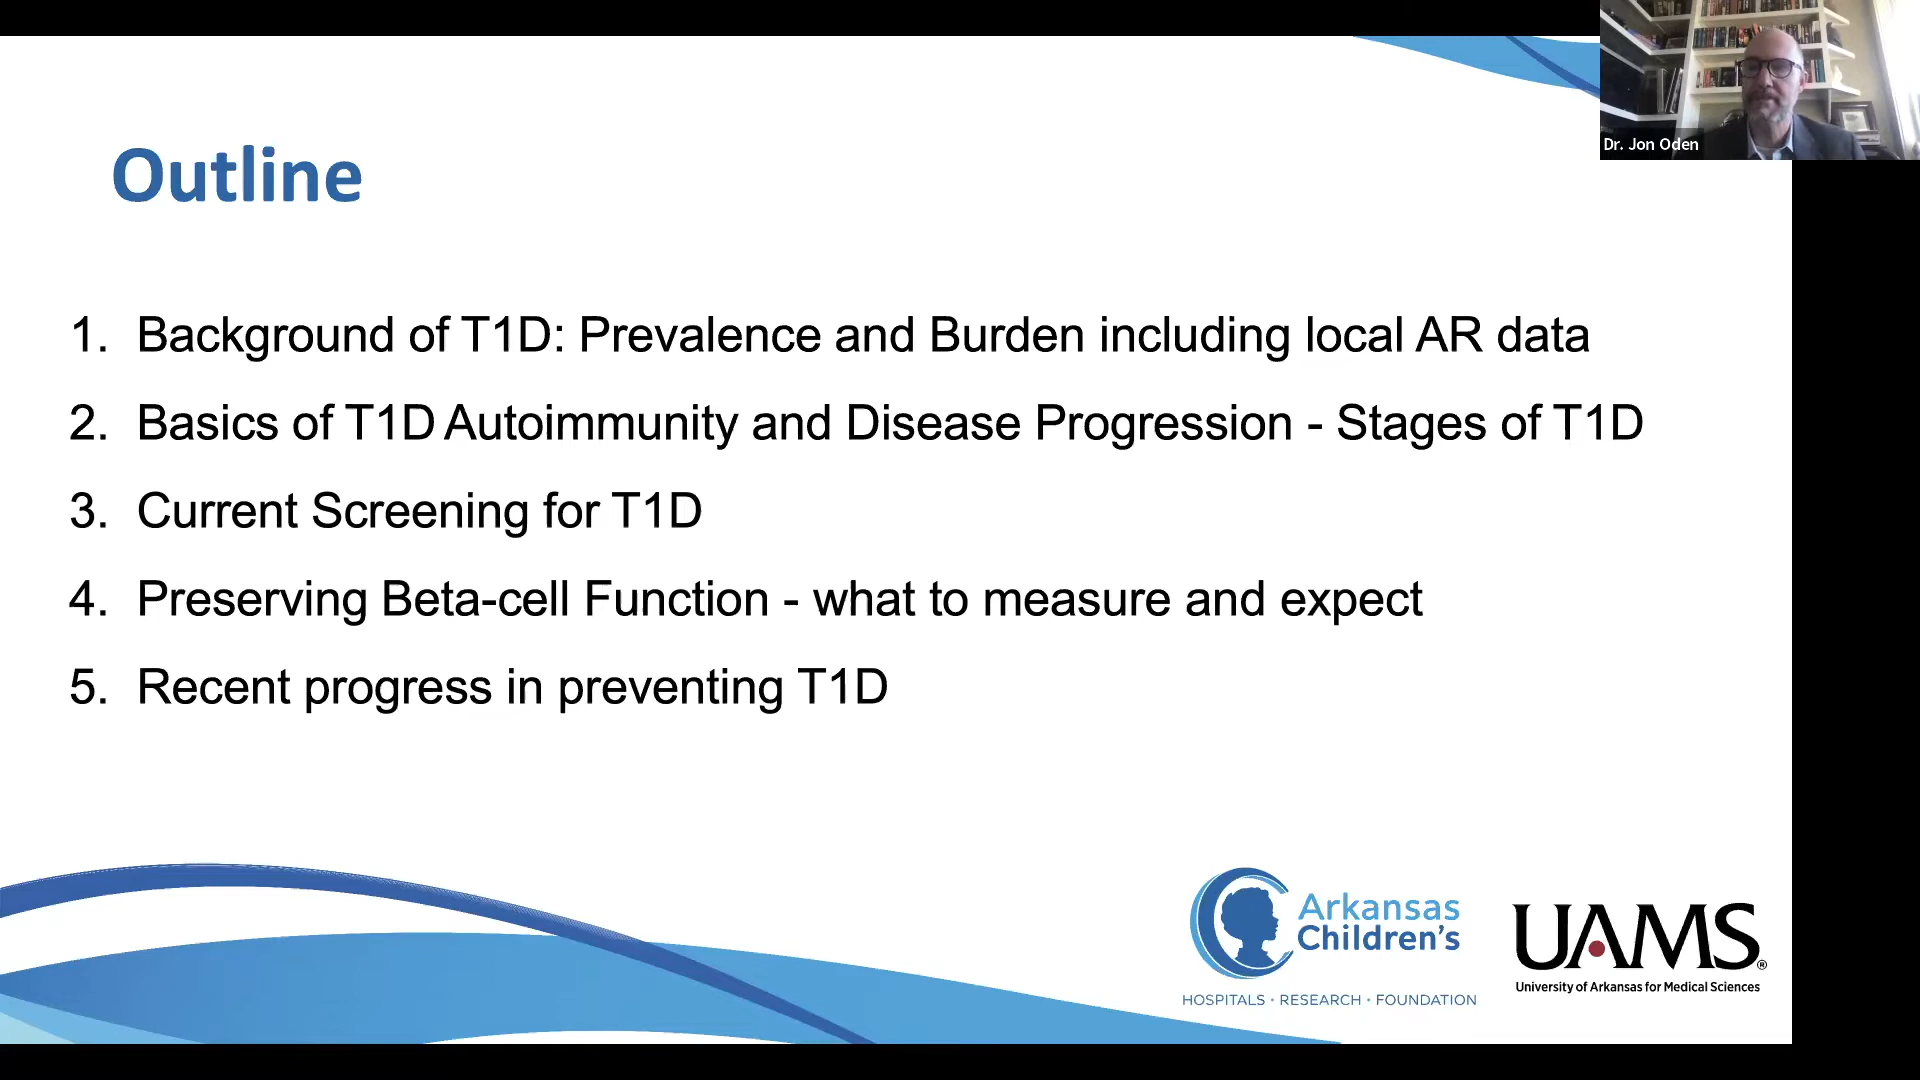 Dr. Jon Oden
Outline
1. Background of T1D: Prevalence and Burden including local AR data
2. Basics of T1D Autoimmunity and Disease Progression - Stages of T1D
3. Current Screening for T1D
4. Preserving Beta-cell Function - what to measure and expect
5. Recent progress in preventing T1D
Arkansas
Children's
HOSPITALS • RESEARCH • FOUNDATION
UAMS®
University of Arkansas for Medical Sciences